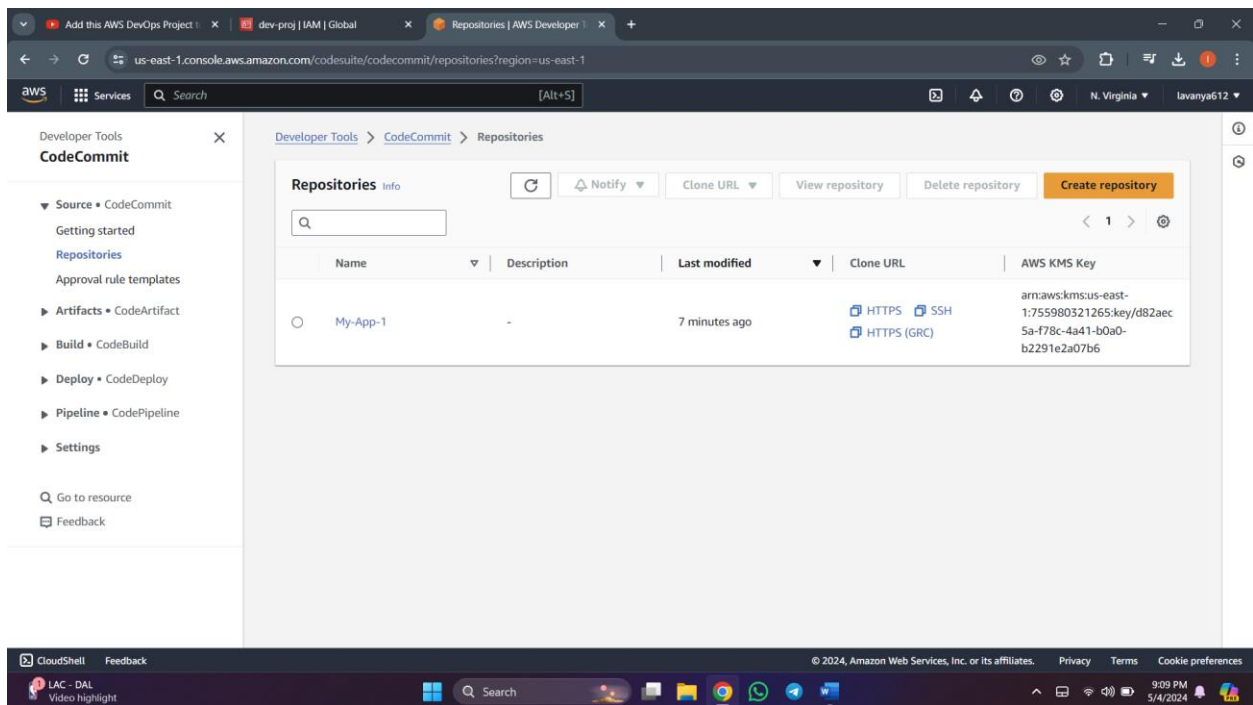 Add this AWS DevOps Project t
dev-proj | IAM | Global
Repositories | AWS Developer T
us-east-1.console.aws.amazon.com/codesuite/codecommit/repositories?region=us-east-1
aws
Services
Search
[Alt+S]
N. Virginia
lavanya612
Developer Tools
CodeCommit
Source • CodeCommit
Getting started
Repositories
Approval rule templates
Artifacts • CodeArtifact
Build • CodeBuild
Deploy • CodeDeploy
Pipeline • CodePipeline
Settings
Go to resource
Feedback
Developer Tools > CodeCommit > Repositories
Repositories Info
Notify
Clone URL
View repository
Delete repository
Create repository
< 1 >
Name
Description
Last modified
Clone URL
AWS KMS Key
My-App-1
-
7 minutes ago
HTTPS SSH
HTTPS (GRC)
arn:aws:kms:us-east-
1:755980321265:key/d82aec
5a-f78c-4a41-b0a0-
b2291e2a07b6
CloudShell Feedback
© 2024, Amazon Web Services, Inc. or its affiliates.
Privacy Terms Cookie preferences
1
LAC - DAL
Video highlight
Search
9:09 PM
5/4/2024